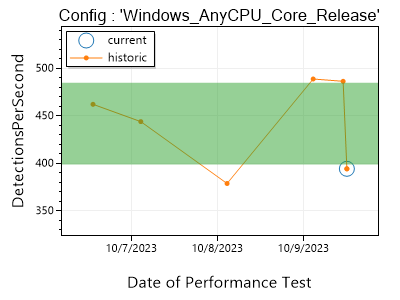 Config : 'Windows_AnyCPU_Core_Release'
current
historic
500
450
400
350
DetectionsPerSecond
10/7/2023
10/8/2023
10/9/2023
Date of Performance Test